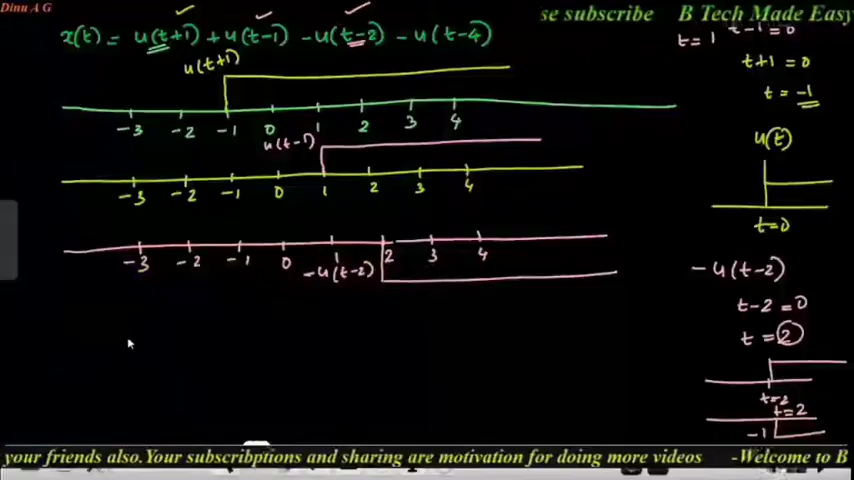 Dinu A G
se subscribe B Tech Made Easy
x(t) = u(t+1) + u(t-1) - u(t-2) - u(t-4)
t = 1 t-1=0
u(t+1)
t+1 = 0
t = -1
-3 -2 -1 0 1 2 3 4
u(t-1)
u(t)
-3 -2 -1 0 1 2 3 4
t=0
-3 -2 -1 0 1 2 3 4
-u(t-2)
-u(t-2)
t-2 = 0
t = 2
t=2
t=2
-1
your friends also.Your subscribptions and sharing are motivation for doing more videos -Welcome to B